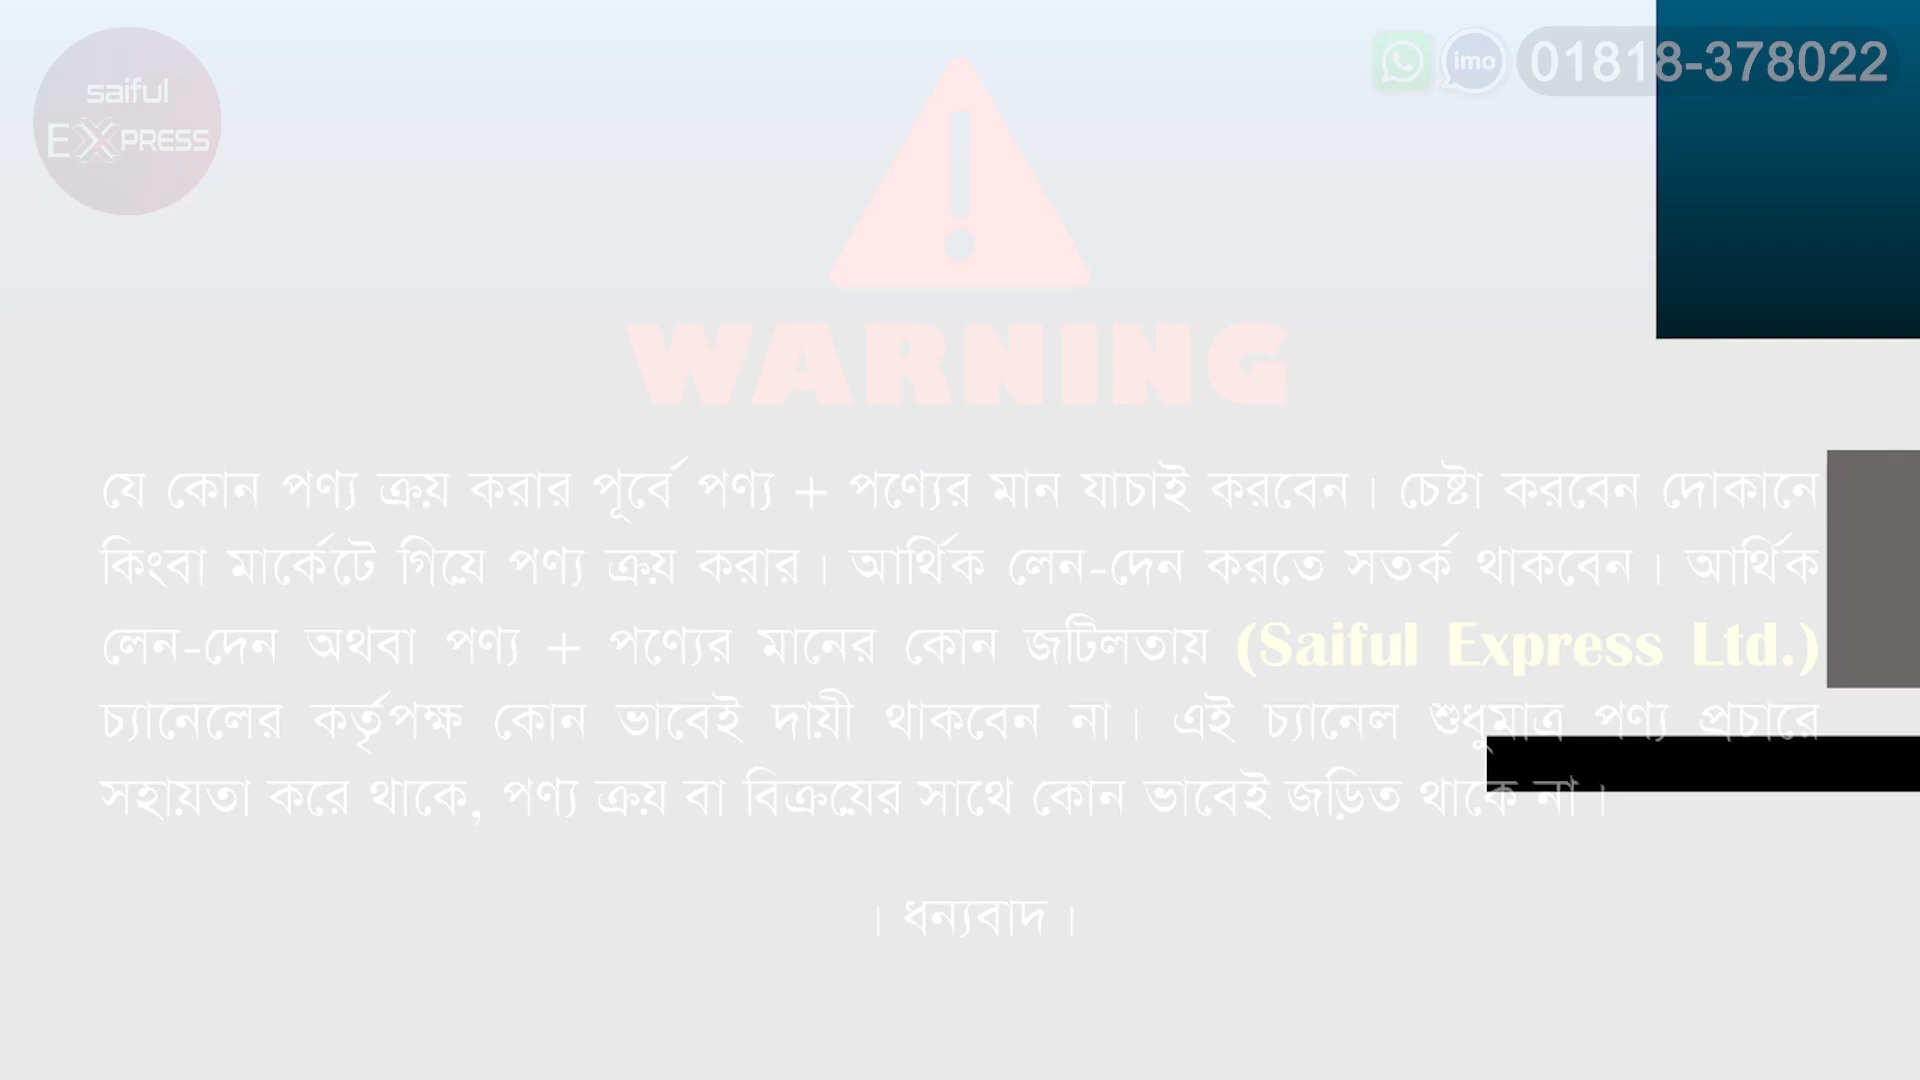 saiful
EXPRESS
imo 01818-378022
WARNING
যে কোন পণ্য ক্রয় করার পূর্বে পণ্য + পণ্যের মান যাচাই করবেন। চেষ্টা করবেন দোকানে
কিংবা মার্কেটে গিয়ে পণ্য ক্রয় করার। আর্থিক লেন-দেন করতে সতর্ক থাকবেন। আর্থিক
লেন-দেন অথবা পণ্য + পণ্যের মানের কোন জটিলতায় (Saiful Express Ltd.)
চ্যানেলের কর্তৃপক্ষ কোন ভাবেই দায়ী থাকবেন না। এই চ্যানেল শুধুমাত্র পণ্য প্রচারে
সহায়তা করে থাকে, পণ্য ক্রয় বা বিক্রয়ের সাথে কোন ভাবেই জড়িত থাকে না।
। ধন্যবাদ ।